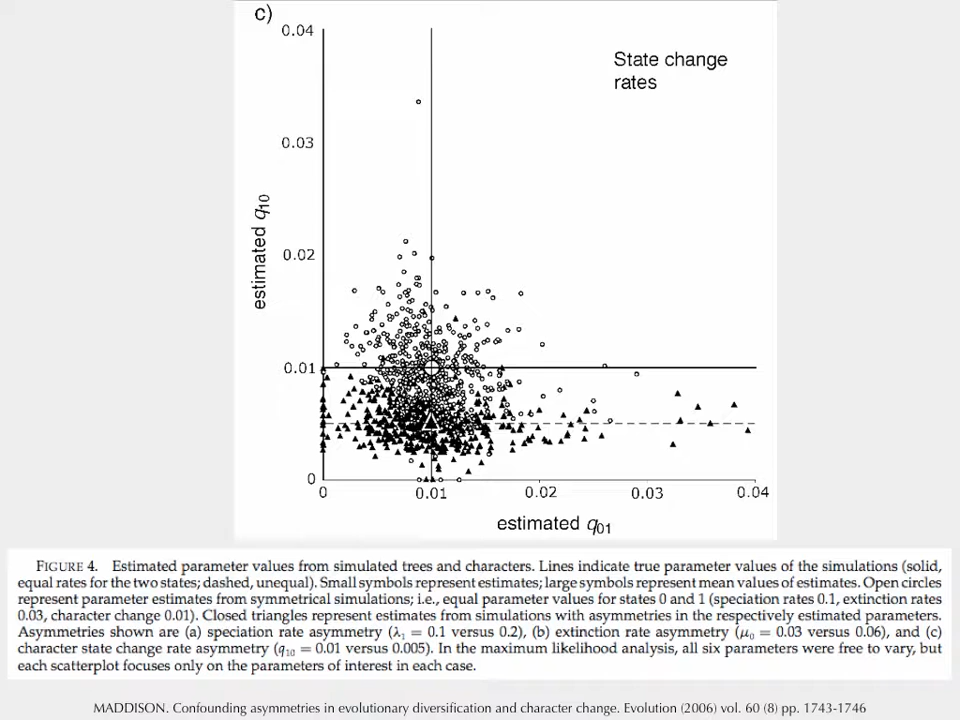 c)
0.04
State change
rates
0.03
estimated q10
0.02
0.01
0
0
0.01
0.02
0.03
0.04
estimated q01
FIGURE 4. Estimated parameter values from simulated trees and characters. Lines indicate true parameter values of the simulations (solid,
equal rates for the two states; dashed, unequal). Small symbols represent estimates; large symbols represent mean values of estimates. Open circles
represent parameter estimates from symmetrical simulations; i.e., equal parameter values for states 0 and 1 (speciation rates 0.1, extinction rates
0.03, character change 0.01). Closed triangles represent estimates from simulations with asymmetries in the respectively estimated parameters.
Asymmetries shown are (a) speciation rate asymmetry (λ1 = 0.1 versus 0.2), (b) extinction rate asymmetry (μ0 = 0.03 versus 0.06), and (c)
character state change rate asymmetry (q10 = 0.01 versus 0.005). In the maximum likelihood analysis, all six parameters were free to vary, but
each scatterplot focuses only on the parameters of interest in each case.
MADDISON. Confounding asymmetries in evolutionary diversification and character change. Evolution (2006) vol. 60 (8) pp. 1743-1746